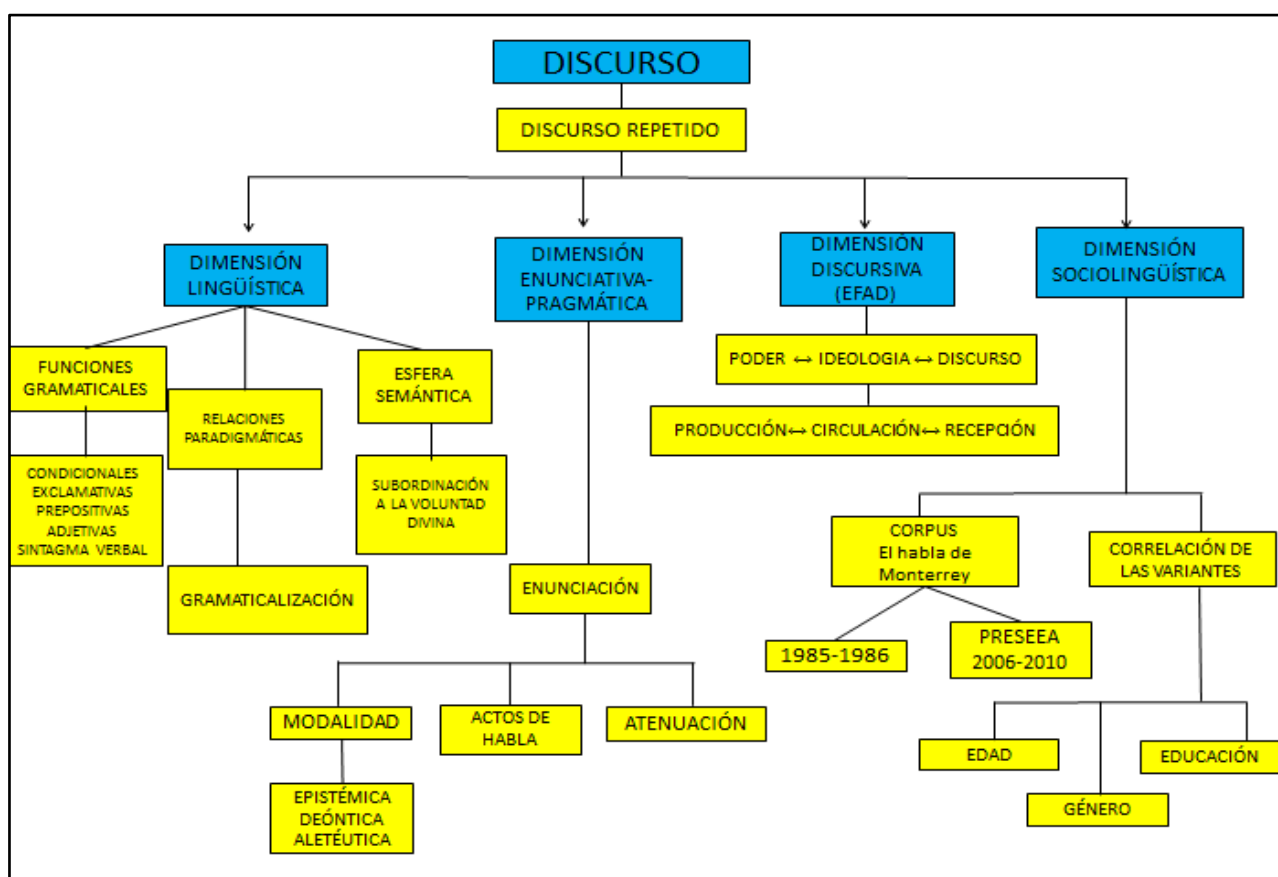 DISCURSO
DISCURSO REPETIDO
DIMENSIÓN
LINGÜÍSTICA
DIMENSIÓN
ENUNCIATIVA-
PRAGMÁTICA
DIMENSIÓN
DISCURSIVA
(EFAD)
DIMENSIÓN
SOCIOLINGÜÍSTICA
FUNCIONES
GRAMATICALES
RELACIONES
PARADIGMÁTICAS
ESFERA
SEMÁNTICA
PODER ↔ IDEOLOGIA ↔ DISCURSO
PRODUCCIÓN↔ CIRCULACIÓN↔ RECEPCIÓN
CONDICIONALES
EXCLAMATIVAS
PREPOSITIVAS
ADJETIVAS
SINTAGMA VERBAL
SUBORDINACIÓN
A LA VOLUNTAD
DIVINA
GRAMATICALIZACIÓN
ENUNCIACIÓN
CORPUS
El habla de
Monterrey
CORRELACIÓN DE
LAS VARIANTES
1985-1986
PRESEEA
2006-2010
MODALIDAD
ACTOS DE
HABLA
ATENUACIÓN
EDAD
EDUCACIÓN
GÉNERO
EPISTÉMICA
DEÓNTICA
ALETÉUTICA